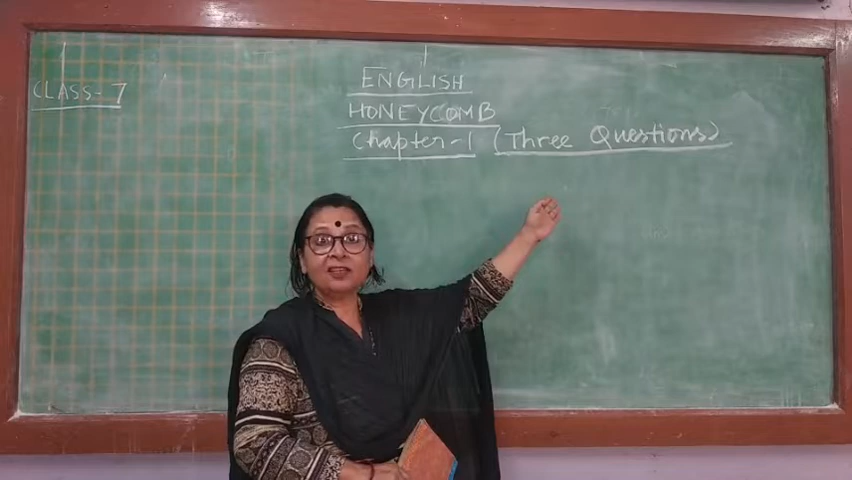 CLASS-7
ENGLISH
HONEYCOMB
Chapter-1 (Three Questions)